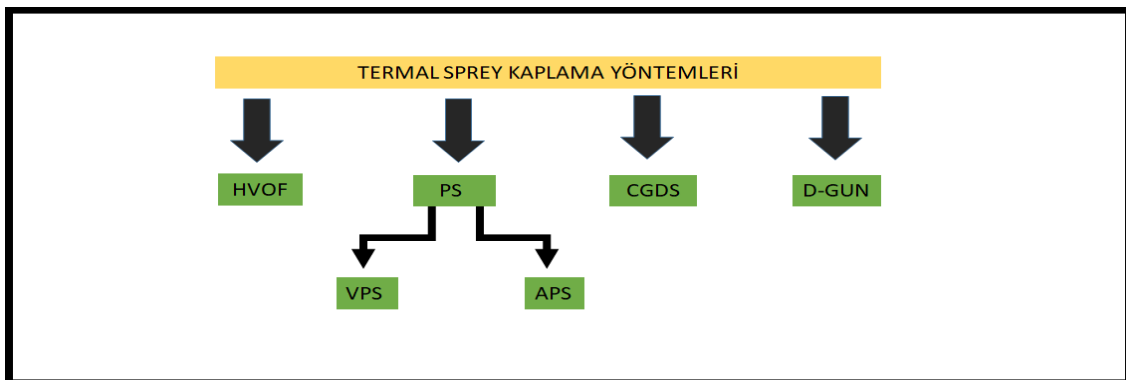 TERMAL SPREY KAPLAMA YÖNTEMLERİ
HVOF
PS
CGDS
D-GUN
VPS
APS